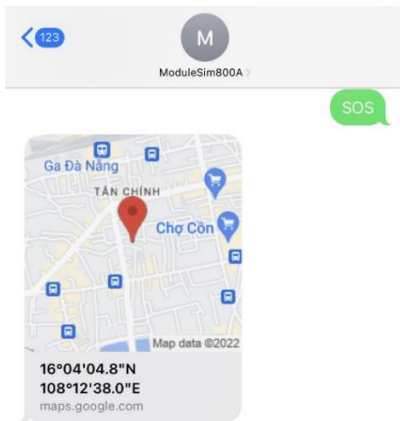 123
M
ModuleSim800A
SOS
Ga Đà Nẵng
TÂN CHÍNH
Chợ Cồn
Map data ©2022
16°04'04.8"N
108°12'38.0"E
maps.google.com